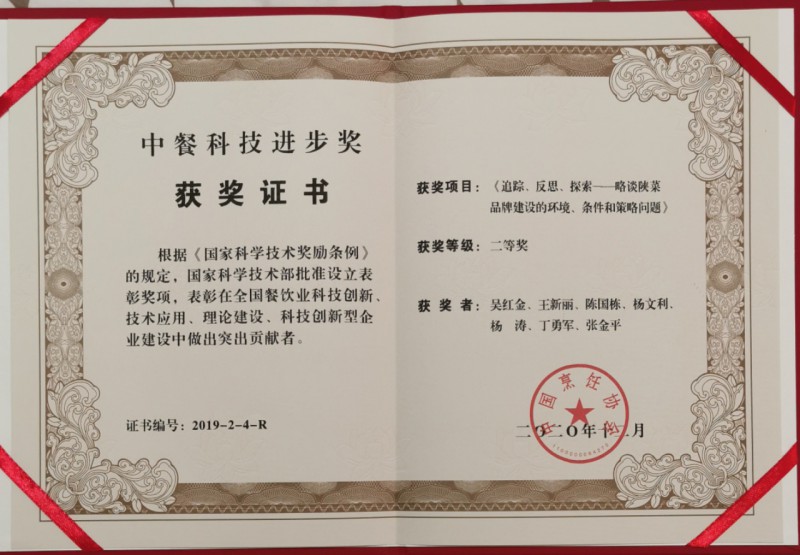 中餐科技进步奖
获奖证书
根据《国家科学技术奖励条例》
的规定，国家科学技术部批准设立表
彰奖项，表彰在全国餐饮业科技创新、
技术应用、理论建设、科技创新型企
业建设中做出突出贡献者。
证书编号：2019-2-4-R
获奖项目：《追踪、反思、探索——略谈陕菜
品牌建设的环境、条件和策略问题》
获奖等级：二等奖
获 奖 者：吴红金、王新丽、陈国栋、杨文利、
杨　涛、丁勇军、张金平
中国烹饪协会
二〇二〇年十二月